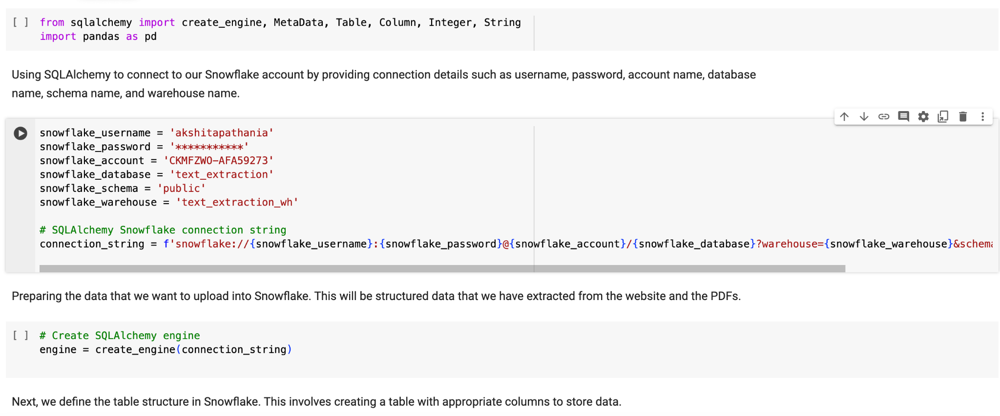 [ ] from sqlalchemy import create_engine, MetaData, Table, Column, Integer, String
import pandas as pd
Using SQLAlchemy to connect to our Snowflake account by providing connection details such as username, password, account name, database
name, schema name, and warehouse name.
snowflake_username = 'akshitapathania'
snowflake_password = '***********'
snowflake_account = 'CKMFZWO-AFA59273'
snowflake_database = 'text_extraction'
snowflake_schema = 'public'
snowflake_warehouse = 'text_extraction_wh'
# SQLAlchemy Snowflake connection string
connection_string = f'snowflake://{snowflake_username}:{snowflake_password}@{snowflake_account}/{snowflake_database}?warehouse={snowflake_warehouse}&schema
Preparing the data that we want to upload into Snowflake. This will be structured data that we have extracted from the website and the PDFs.
[ ] # Create SQLAlchemy engine
engine = create_engine(connection_string)
Next, we define the table structure in Snowflake. This involves creating a table with appropriate columns to store data.